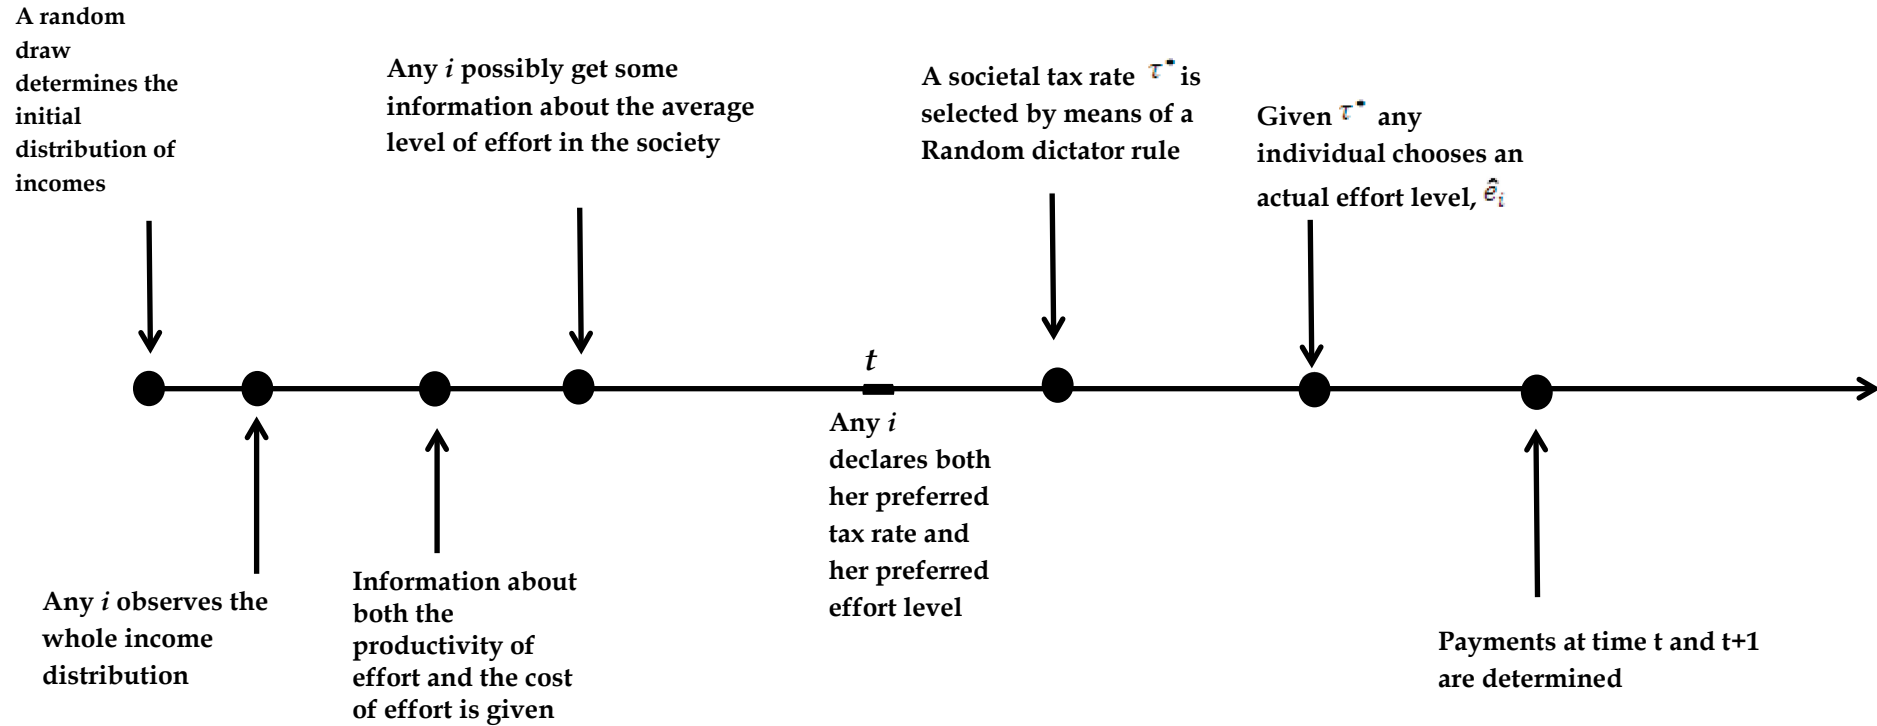 A random
draw
determines the
initial
distribution of
incomes
Any i observes the
whole income
distribution
Information about
both the
productivity of
effort and the cost
of effort is given
Any i possibly get some
information about the average
level of effort in the society
t
Any i
declares both
her preferred
tax rate and
her preferred
effort level
A societal tax rate τ* is
selected by means of a
Random dictator rule
Given τ* any
individual chooses an
actual effort level, ê_i
Payments at time t and t+1
are determined